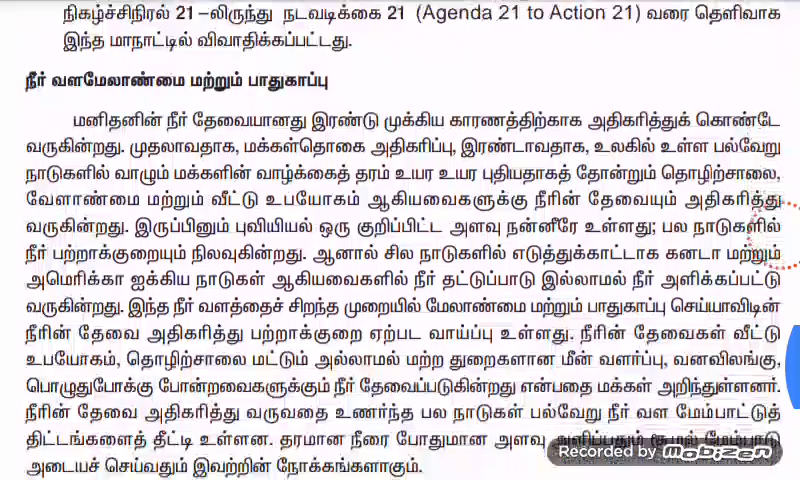 நிகழ்ச்சிநிரல் 21–லிருந்து நடவடிக்கை 21 (Agenda 21 to Action 21) வரை தெளிவாக
இந்த மாநாட்டில் விவாதிக்கப்பட்டது.
நீர் வளமேலாண்மை மற்றும் பாதுகாப்பு
மனிதனின் நீர் தேவையானது இரண்டு முக்கிய காரணத்திற்காக அதிகரித்துக் கொண்டே
வருகின்றது. முதலாவதாக, மக்கள்தொகை அதிகரிப்பு, இரண்டாவதாக, உலகில் உள்ள பல்வேறு
நாடுகளில் வாழும் மக்களின் வாழ்க்கைத் தரம் உயர உயர புதியதாகத் தோன்றும் தொழிற்சாலை,
வேளாண்மை மற்றும் வீட்டு உபயோகம் ஆகியவைகளுக்கு நீரின் தேவையும் அதிகரித்து
வருகின்றது. இருப்பினும் புவியியல் ஒரு குறிப்பிட்ட அளவு நன்னீரே உள்ளது; பல நாடுகளில்
நீர் பற்றாக்குறையும் நிலவுகின்றது. ஆனால் சில நாடுகளில் எடுத்துக்காட்டாக கனடா மற்றும்
அமெரிக்கா ஐக்கிய நாடுகள் ஆகியவைகளில் நீர் தட்டுப்பாடு இல்லாமல் நீர் அளிக்கப்பட்டு
வருகின்றது. இந்த நீர் வளத்தைச் சிறந்த முறையில் மேலாண்மை மற்றும் பாதுகாப்பு செய்யாவிடின்
நீரின் தேவை அதிகரித்து பற்றாக்குறை ஏற்பட வாய்ப்பு உள்ளது. நீரின் தேவைகள் வீட்டு
உபயோகம், தொழிற்சாலை மட்டும் அல்லாமல் மற்ற துறைகளான மீன் வளர்ப்பு, வனவிலங்கு,
பொழுதுபோக்கு போன்றவைகளுக்கும் நீர் தேவைப்படுகின்றது என்பதை மக்கள் அறிந்துள்ளனர்.
நீரின் தேவை அதிகரித்து வருவதை உணர்ந்த பல நாடுகள் பல்வேறு நீர் வள மேம்பாட்டுத்
திட்டங்களைத் தீட்டி உள்ளன. தரமான நீரை போதுமான அளவு
அடையச் செய்வதும் இவற்றின் நோக்கங்களாகும்.
Recorded by mobizen